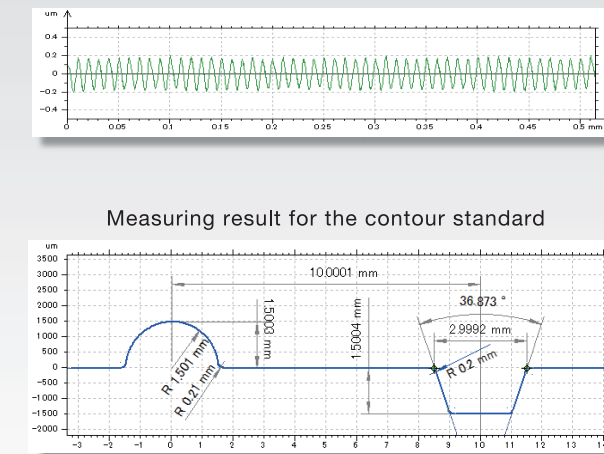 um
0.4
0.2
0
-0.2
-0.4
0 0.05 0.1 0.15 0.2 0.25 0.3 0.35 0.4 0.45 0.5 mm
Measuring result for the contour standard
um
3500
3000
2500
2000
1500
1000
500
0
-500
-1000
-1500
-2000
10.0001 mm
36.873 °
2.9992 mm
1.5003 mm
1.5004 mm
R 1.501 mm
R 0.21 mm
R 0.2 mm
-3 -2 -1 0 1 2 3 4 5 6 7 8 9 10 11 12 13 14